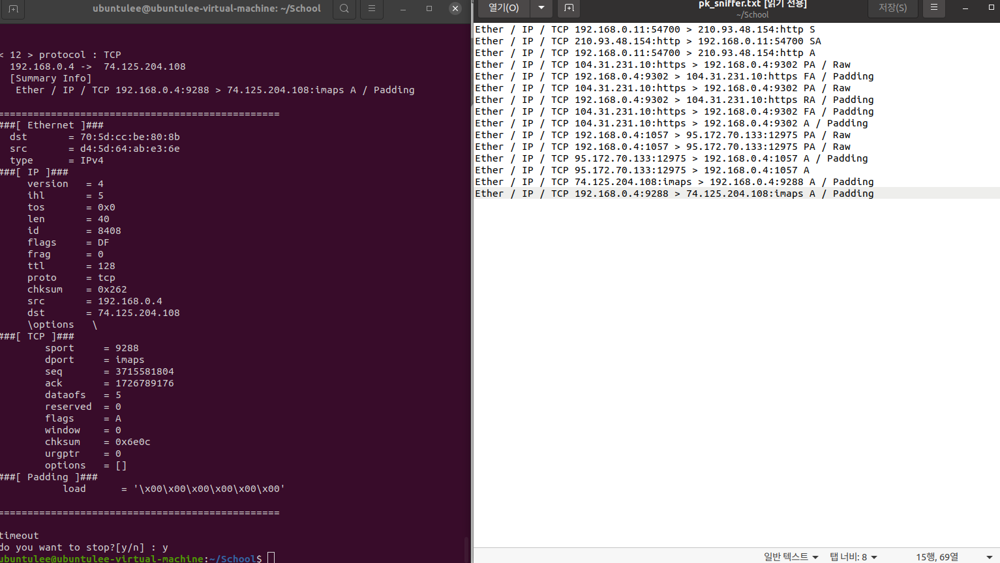 ubuntulee@ubuntulee-virtual-machine: ~/School
< 12 > protocol : TCP
192.168.0.4 -> 74.125.204.108
[Summary Info]
Ether / IP / TCP 192.168.0.4:9288 > 74.125.204.108:imaps A / Padding
================================================
###[ Ethernet ]###
dst = 70:5d:cc:be:80:8b
src = d4:5d:64:ab:e3:6e
type = IPv4
###[ IP ]###
version = 4
ihl = 5
tos = 0x0
len = 40
id = 8408
flags = DF
frag = 0
ttl = 128
proto = tcp
chksum = 0x262
src = 192.168.0.4
dst = 74.125.204.108
\options \
###[ TCP ]###
sport = 9288
dport = imaps
seq = 3715581804
ack = 1726789176
dataofs = 5
reserved = 0
flags = A
window = 0
chksum = 0x6e0c
urgptr = 0
options = []
###[ Padding ]###
load = '\x00\x00\x00\x00\x00\x00'
================================================
timeout
do you want to stop?[y/n] : y
ubuntulee@ubuntulee-virtual-machine:~/School$
열기(O)
pk_sniffer.txt [읽기 전용]
~/School
저장(S)
Ether / IP / TCP 192.168.0.11:54700 > 210.93.48.154:http S
Ether / IP / TCP 210.93.48.154:http > 192.168.0.11:54700 SA
Ether / IP / TCP 192.168.0.11:54700 > 210.93.48.154:http A
Ether / IP / TCP 104.31.231.10:https > 192.168.0.4:9302 PA / Raw
Ether / IP / TCP 192.168.0.4:9302 > 104.31.231.10:https FA / Padding
Ether / IP / TCP 104.31.231.10:https > 192.168.0.4:9302 PA / Raw
Ether / IP / TCP 192.168.0.4:9302 > 104.31.231.10:https RA / Padding
Ether / IP / TCP 104.31.231.10:https > 192.168.0.4:9302 FA / Padding
Ether / IP / TCP 104.31.231.10:https > 192.168.0.4:9302 A / Padding
Ether / IP / TCP 192.168.0.4:1057 > 95.172.70.133:12975 PA / Raw
Ether / IP / TCP 192.168.0.4:1057 > 95.172.70.133:12975 PA / Raw
Ether / IP / TCP 95.172.70.133:12975 > 192.168.0.4:1057 A / Padding
Ether / IP / TCP 95.172.70.133:12975 > 192.168.0.4:1057 A
Ether / IP / TCP 74.125.204.108:imaps > 192.168.0.4:9288 A / Padding
Ether / IP / TCP 192.168.0.4:9288 > 74.125.204.108:imaps A / Padding
일반 텍스트 탭 너비: 8 15행, 69열